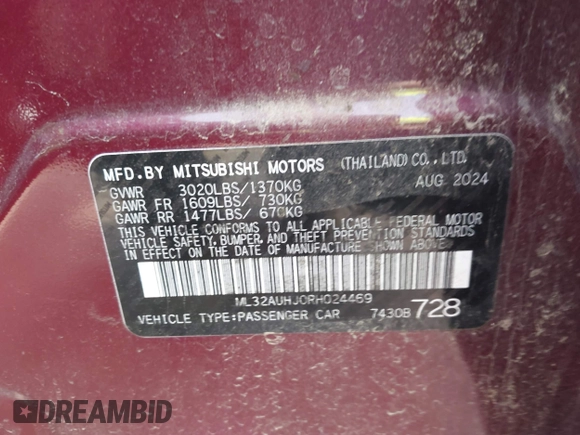 MFD.BY MITSUBISHI MOTORS (THAILAND)CO.,LTD.
GVWR 3020LBS/1370KG AUG.2024
GAWR FR 1609LBS/ 730KG
GAWR RR 1477LBS/ 670KG
THIS VEHICLE CONFORMS TO ALL APPLICABLE FEDERAL MOTOR
VEHICLE SAFETY, BUMPER, AND THEFT PREVENTION STANDARDS
IN EFFECT ON THE DATE OF MANUFACTURE SHOWN ABOVE.
ML32AUHJ0RH024469
VEHICLE TYPE:PASSENGER CAR 7430B 728
DREAMBID